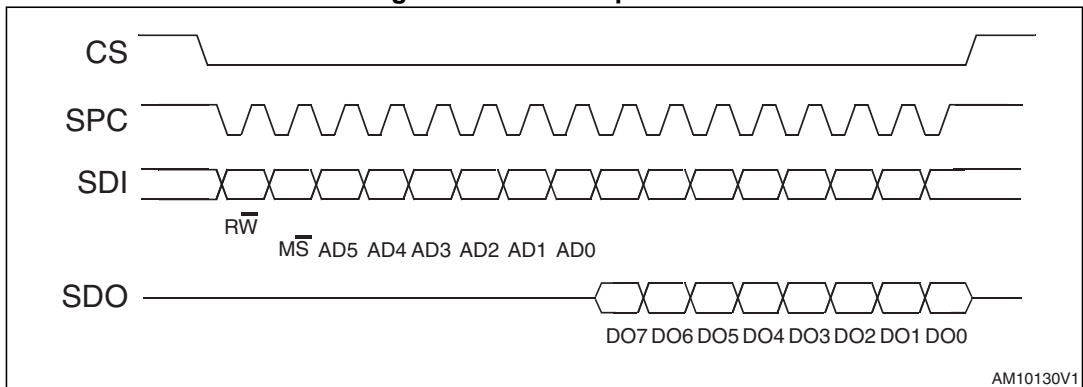 CS
SPC
SDI
RW̅
MS̅ AD5 AD4 AD3 AD2 AD1 AD0
SDO
DO7 DO6 DO5 DO4 DO3 DO2 DO1 DO0
AM10130V1